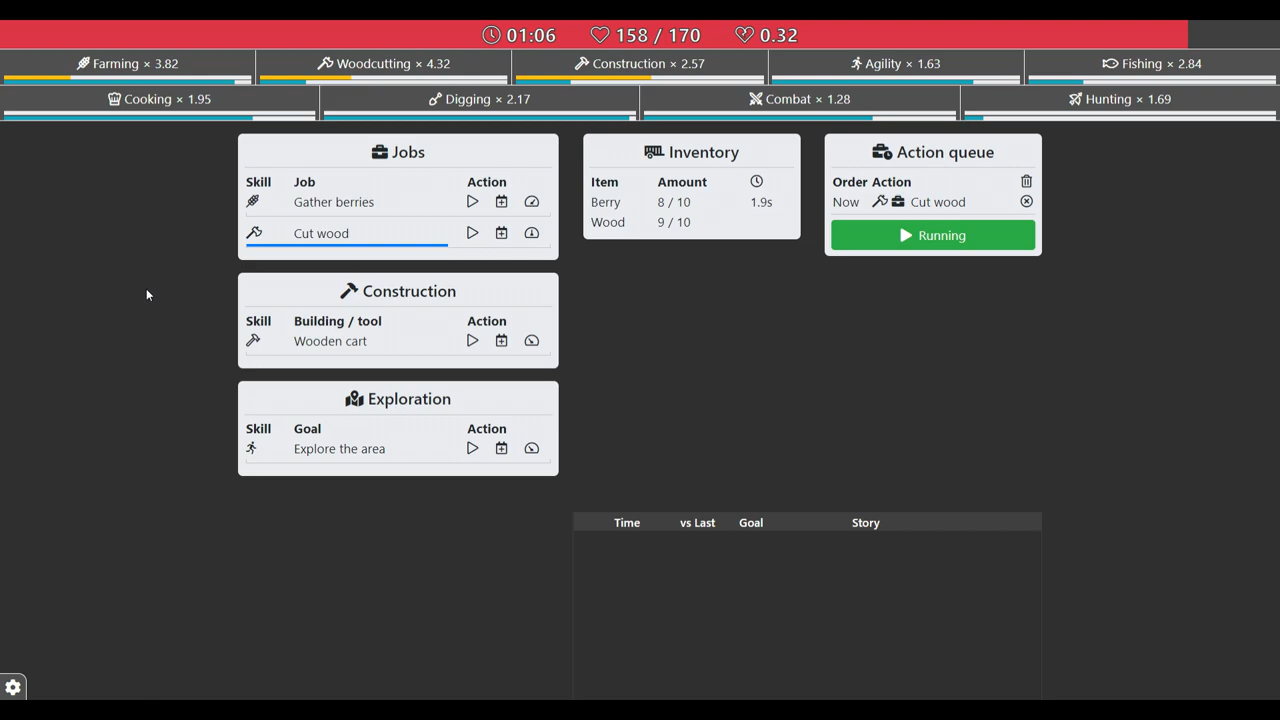 01:06 158 / 170 0.32
Farming × 3.82 Woodcutting × 4.32 Construction × 2.57 Agility × 1.63 Fishing × 2.84
Cooking × 1.95 Digging × 2.17 Combat × 1.28 Hunting × 1.69
Jobs
Skill Job Action
Gather berries
Cut wood
Construction
Skill Building / tool Action
Wooden cart
Exploration
Skill Goal Action
Explore the area
Inventory
Item Amount
Berry 8 / 10 1.9s
Wood 9 / 10
Action queue
Order Action
Now Cut wood
Running
Time vs Last Goal Story